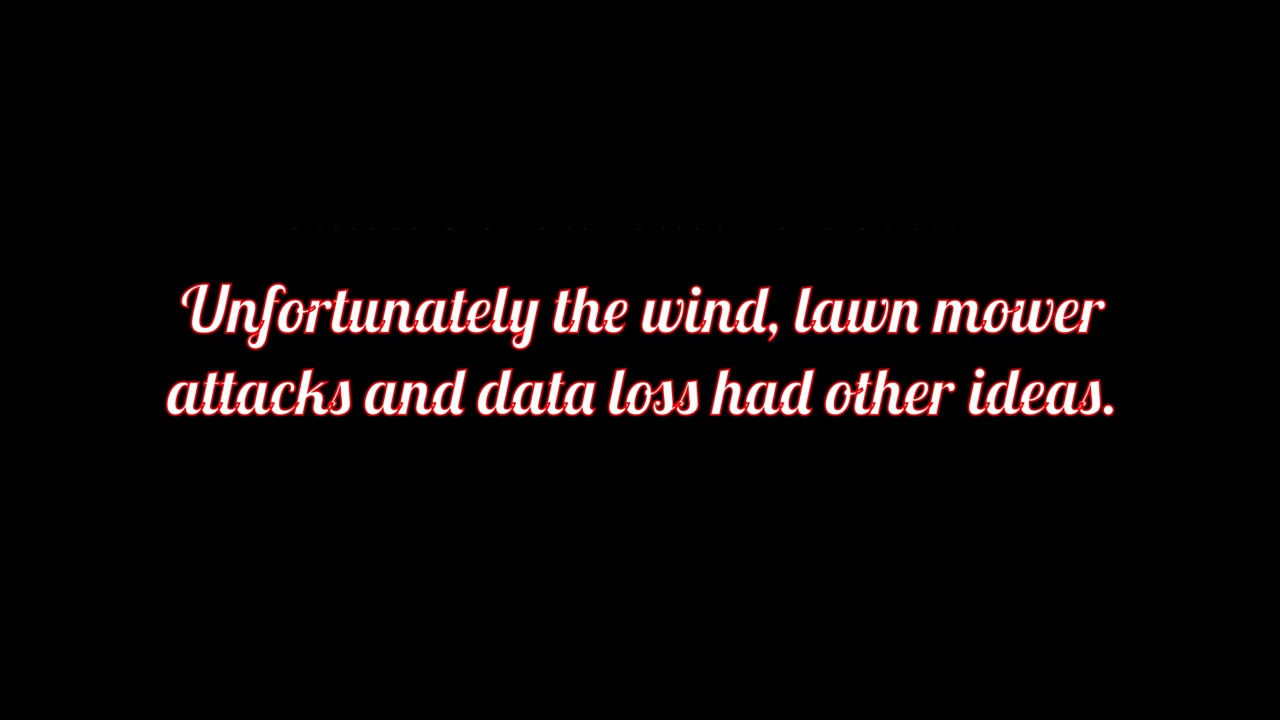 Unfortunately the wind, lawn mower
attacks and data loss had other ideas.